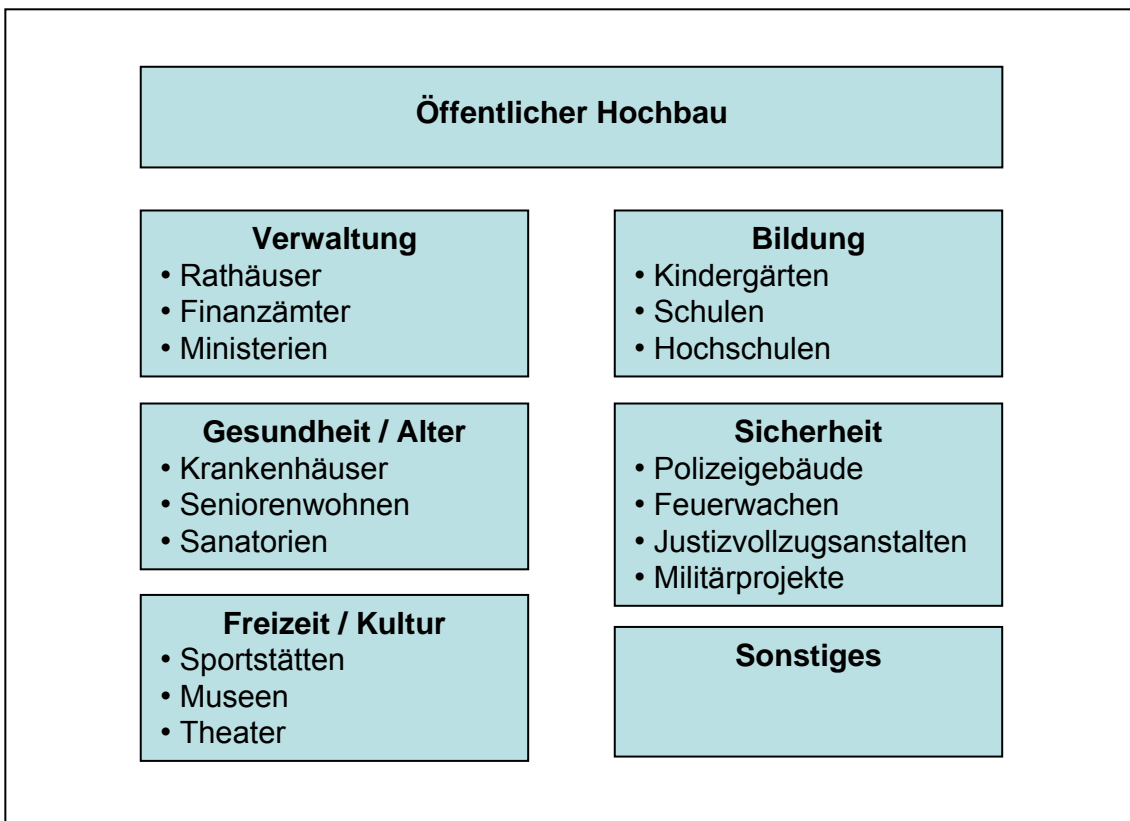 Öffentlicher Hochbau
Verwaltung
• Rathäuser
• Finanzämter
• Ministerien
Bildung
• Kindergärten
• Schulen
• Hochschulen
Gesundheit / Alter
• Krankenhäuser
• Seniorenwohnen
• Sanatorien
Sicherheit
• Polizeigebäude
• Feuerwachen
• Justizvollzugsanstalten
• Militärprojekte
Freizeit / Kultur
• Sportstätten
• Museen
• Theater
Sonstiges